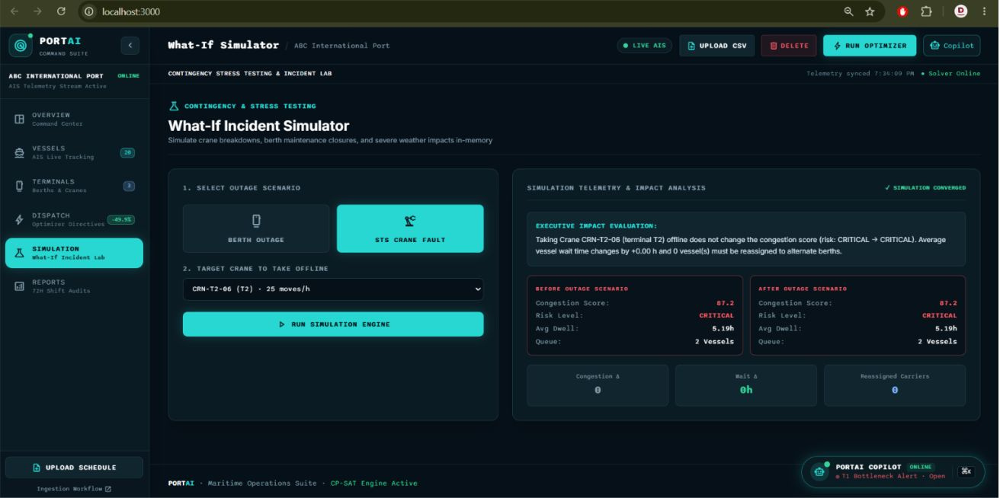 localhost:3000
D
PORTAI
COMMAND SUITE
ABC INTERNATIONAL PORT ONLINE
AIS Telemetry Stream Active
OVERVIEW
Command Center
VESSELS
AIS Live Tracking
20
TERMINALS
Berths & Cranes
3
DISPATCH
Optimizer Directives
-49.9%
SIMULATION
What-If Incident Lab
REPORTS
72H Shift Audits
UPLOAD SCHEDULE
Ingestion Workflow
What-If Simulator / ABC International Port
LIVE AIS
UPLOAD CSV
DELETE
RUN OPTIMIZER
Copilot
CONTINGENCY STRESS TESTING & INCIDENT LAB
Telemetry synced 7:34:09 PM • Solver Online
CONTINGENCY & STRESS TESTING
What-If Incident Simulator
Simulate crane breakdowns, berth maintenance closures, and severe weather impacts in-memory
1. SELECT OUTAGE SCENARIO
BERTH OUTAGE
STS CRANE FAULT
2. TARGET CRANE TO TAKE OFFLINE
CRN-T2-06 (T2) · 25 moves/h
RUN SIMULATION ENGINE
SIMULATION TELEMETRY & IMPACT ANALYSIS
✓ SIMULATION CONVERGED
EXECUTIVE IMPACT EVALUATION:
Taking Crane CRN-T2-06 (terminal T2) offline does not change the congestion score (risk: CRITICAL → CRITICAL). Average
vessel wait time changes by +0.00 h and 0 vessel(s) must be reassigned to alternate berths.
BEFORE OUTAGE SCENARIO
Congestion Score: 87.2
Risk Level: CRITICAL
Avg Dwell: 5.19h
Queue: 2 Vessels
AFTER OUTAGE SCENARIO
Congestion Score: 87.2
Risk Level: CRITICAL
Avg Dwell: 5.19h
Queue: 2 Vessels
Congestion Δ
0
Wait Δ
0h
Reassigned Carriers
0
PORTAI · Maritime Operations Suite · CP-SAT Engine Active
PORTAI COPILOT ONLINE
T1 Bottleneck Alert · Open
⌘K